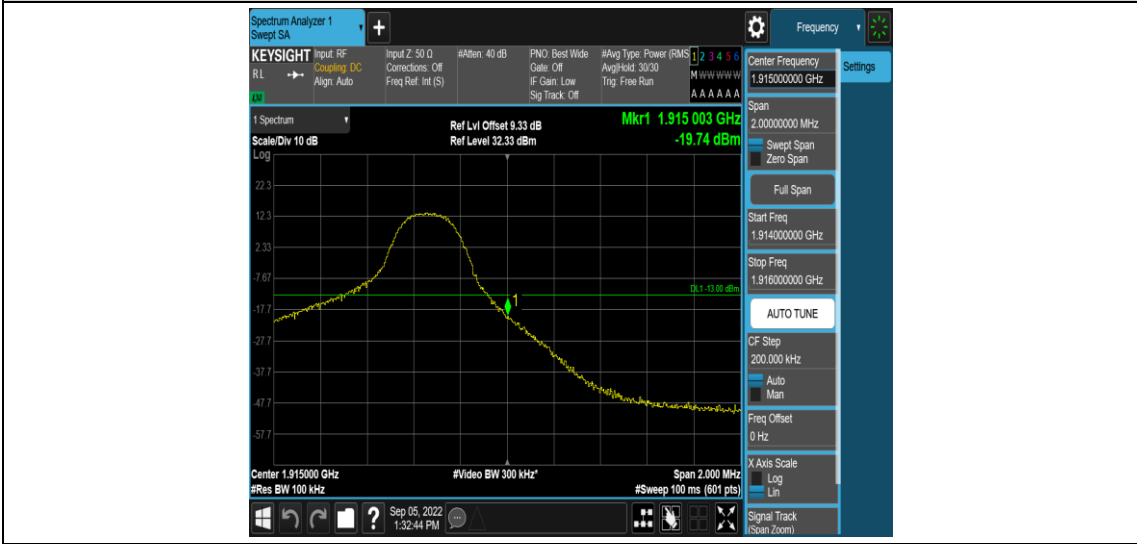 Spectrum Analyzer 1
Swept SA
+
Frequency
KEYSIGHT
RL
Input: RF
Coupling: DC
Align: Auto
Input Z: 50 Ω
Corrections: Off
Freq Ref: Int (S)
#Atten: 40 dB
PNO: Best Wide
Gate: Off
IF Gain: Low
Sig Track: Off
#Avg Type: Power (RMS
Avg|Hold: 30/30
Trig: Free Run
1 2 3 4 5 6
M W W W W W
A A A A A A
1 Spectrum
Scale/Div 10 dB
Log
Ref Lvl Offset 9.33 dB
Ref Level 32.33 dBm
Mkr1 1.915 003 GHz
-19.74 dBm
22.3
12.3
2.33
-7.67
-17.7
-27.7
-37.7
-47.7
-57.7
DL1 -13.00 dBm
1
Center 1.915000 GHz
#Res BW 100 kHz
#Video BW 300 kHz*
Span 2.000 MHz
#Sweep 100 ms (601 pts)
?
Sep 05, 2022
1:32:44 PM
Center Frequency
1.915000000 GHz
Settings
Span
2.00000000 MHz
Swept Span
Zero Span
Full Span
Start Freq
1.914000000 GHz
Stop Freq
1.916000000 GHz
AUTO TUNE
CF Step
200.000 kHz
Auto
Man
Freq Offset
0 Hz
X Axis Scale
Log
Lin
Signal Track
(Span Zoom)